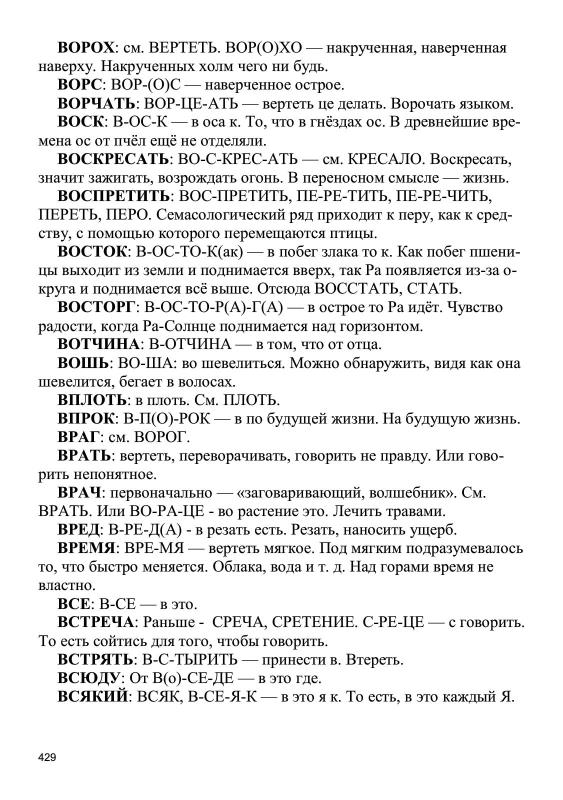 ВОРОХ: см. ВЕРТЕТЬ. ВОР(О)ХО — накрученная, наверченная
наверху. Накрученных холм чего ни будь.
ВОРС: ВОР-(О)С — наверченное острое.
ВОРЧАТЬ: ВОР-ЦЕ-АТЬ — вертеть це делать. Ворочать языком.
ВОСК: В-ОС-К — в оса к. То, что в гнёздах ос. В древнейшие вре-
мена ос от пчёл ещё не отделяли.
ВОСКРЕСАТЬ: ВО-С-КРЕС-АТЬ — см. КРЕСАЛО. Воскресать,
значит зажигать, возрождать огонь. В переносном смысле — жизнь.
ВОСПРЕТИТЬ: ВОС-ПРЕТИТЬ, ПЕ-РЕ-ТИТЬ, ПЕ-РЕ-ЧИТЬ,
ПЕРЕТЬ, ПЕРО. Семасологический ряд приходит к перу, как к сред-
ству, с помощью которого перемещаются птицы.
ВОСТОК: В-ОС-ТО-К(ак) — в побег злака то к. Как побег пшени-
цы выходит из земли и поднимается вверх, так Ра появляется из-за о-
круга и поднимается всё выше. Отсюда ВОССТАТЬ, СТАТЬ.
ВОСТОРГ: В-ОС-ТО-Р(А)-Г(А) — в острое то Ра идёт. Чувство
радости, когда Ра-Солнце поднимается над горизонтом.
ВОТЧИНА: В-ОТЧИНА — в том, что от отца.
ВОШЬ: ВО-ША: во шевелиться. Можно обнаружить, видя как она
шевелится, бегает в волосах.
ВПЛОТЬ: в плоть. См. ПЛОТЬ.
ВПРОК: В-П(О)-РОК — в по будущей жизни. На будущую жизнь.
ВРАГ: см. ВОРОГ.
ВРАТЬ: вертеть, переворачивать, говорить не правду. Или гово-
рить непонятное.
ВРАЧ: первоначально — «заговаривающий, волшебник». См.
ВРАТЬ. Или ВО-РА-ЦЕ - во растение это. Лечить травами.
ВРЕД: В-РЕ-Д(А) - в резать есть. Резать, наносить ущерб.
ВРЕМЯ: ВРЕ-МЯ — вертеть мягкое. Под мягким подразумевалось
то, что быстро меняется. Облака, вода и т. д. Над горами время не
властно.
ВСЕ: В-СЕ — в это.
ВСТРЕЧА: Раньше - СРЕЧА, СРЕТЕНИЕ. С-РЕ-ЦЕ — с говорить.
То есть сойтись для того, чтобы говорить.
ВСТРЯТЬ: В-С-ТЫРИТЬ — принести в. Втереть.
ВСЮДУ: От В(о)-СЕ-ДЕ — в это где.
ВСЯКИЙ: ВСЯК, В-СЕ-Я-К — в это я к. То есть, в это каждый Я.
429